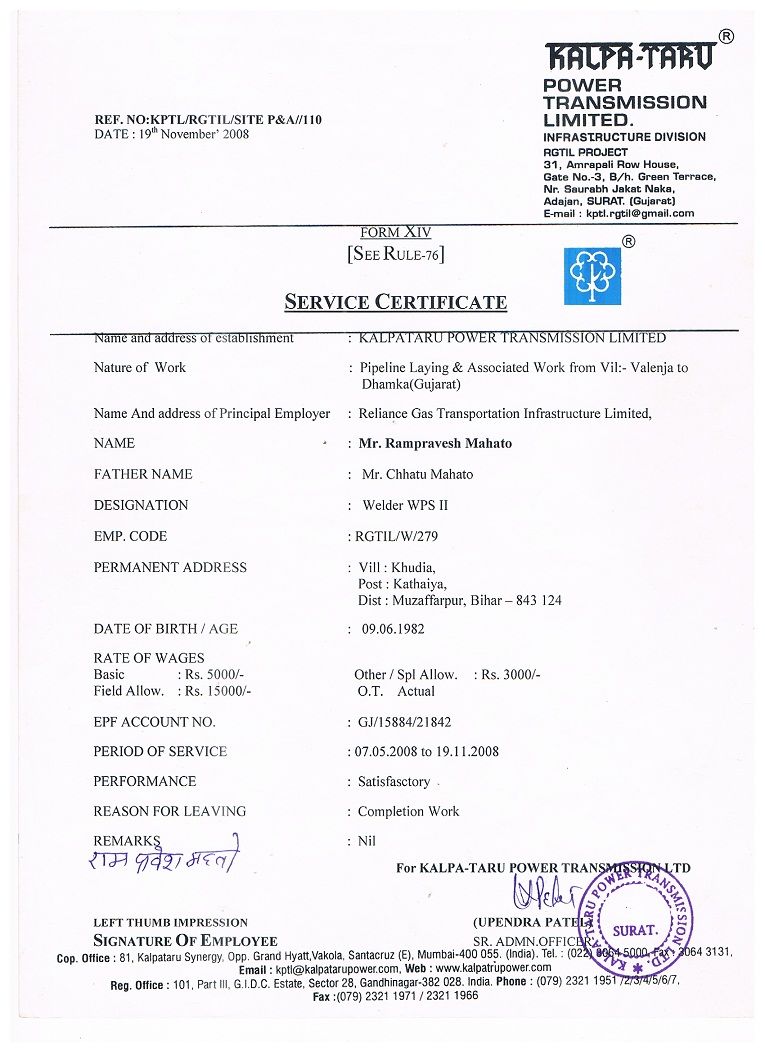 ®
KALPA-TARU
POWER
TRANSMISSION
LIMITED.
INFRASTRUCTURE DIVISION
RGTIL PROJECT
31, Amrapali Row House,
Gate No.-3, B/h. Green Terrace,
Nr. Saurabh Jakat Naka,
Adajan, SURAT. (Gujarat)
E-mail : kptl.rgtil@gmail.com
REF. NO:KPTL/RGTIL/SITE P&A//110
DATE : 19th November' 2008
FORM XIV
[SEE RULE-76]
®
SERVICE CERTIFICATE
Name and address of establishment : KALPATARU POWER TRANSMISSION LIMITED
Nature of Work : Pipeline Laying & Associated Work from Vil:- Valenja to
Dhamka(Gujarat)
Name And address of Principal Employer : Reliance Gas Transportation Infrastructure Limited,
NAME : Mr. Rampravesh Mahato
FATHER NAME : Mr. Chhatu Mahato
DESIGNATION : Welder WPS II
EMP. CODE : RGTIL/W/279
PERMANENT ADDRESS : Vill : Khudia,
Post : Kathaiya,
Dist : Muzaffarpur, Bihar – 843 124
DATE OF BIRTH / AGE : 09.06.1982
RATE OF WAGES
Basic : Rs. 5000/- Other / Spl Allow. : Rs. 3000/-
Field Allow. : Rs. 15000/- O.T. Actual
EPF ACCOUNT NO. : GJ/15884/21842
PERIOD OF SERVICE : 07.05.2008 to 19.11.2008
PERFORMANCE : Satisfasctory
REASON FOR LEAVING : Completion Work
REMARKS : Nil
राम प्रवेश महतो
For KALPA-TARU POWER TRANSMISSION LTD
KALPATARU POWER TRANSMISSION LTD.
SURAT.
LEFT THUMB IMPRESSION (UPENDRA PATEL)
SIGNATURE OF EMPLOYEE SR. ADMN.OFFICER
Cop. Office : 81, Kalpataru Synergy, Opp. Grand Hyatt,Vakola, Santacruz (E), Mumbai-400 055. (India). Tel. : (022) 3064 5000, Fax : 3064 3131,
Email : kptl@kalpatarupower.com, Web : www.kalpatrupower.com
Reg. Office : 101, Part III, G.I.D.C. Estate, Sector 28, Gandhinagar-382 028. India. Phone : (079) 2321 1951 /2/3/4/5/6/7,
Fax :(079) 2321 1971 / 2321 1966